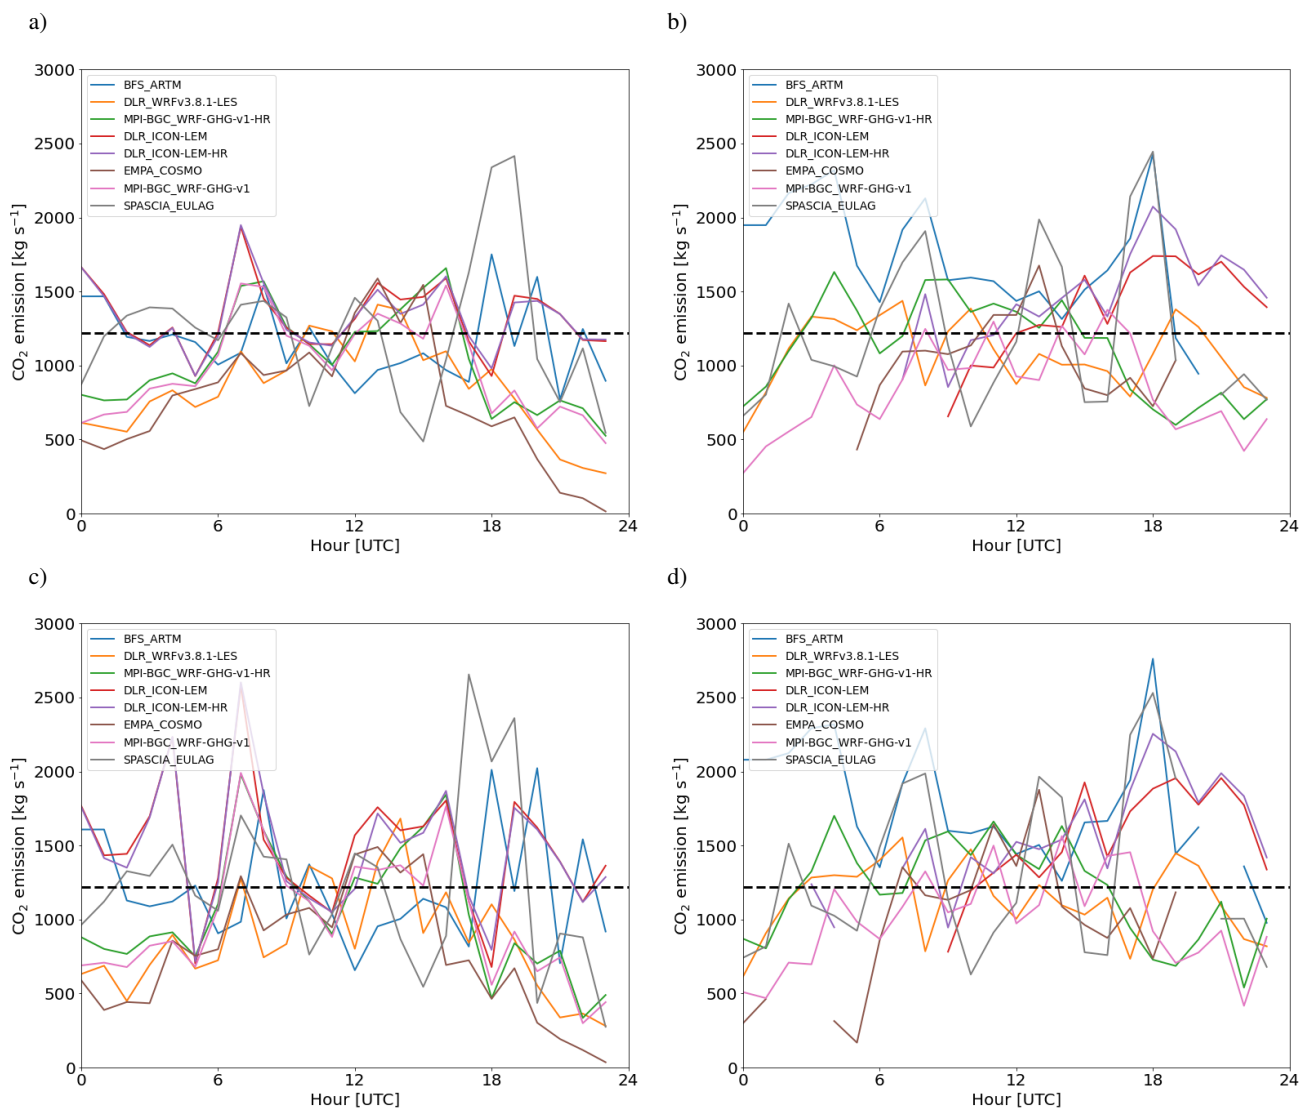 a)
CO₂ emission [kg s⁻¹]
3000
2500
2000
1500
1000
500
0
BFS_ARTM
DLR_WRFv3.8.1-LES
MPI-BGC_WRF-GHG-v1-HR
DLR_ICON-LEM
DLR_ICON-LEM-HR
EMPA_COSMO
MPI-BGC_WRF-GHG-v1
SPASCIA_EULAG
0 6 12 18 24
Hour [UTC]
b)
CO₂ emission [kg s⁻¹]
3000
2500
2000
1500
1000
500
0
BFS_ARTM
DLR_WRFv3.8.1-LES
MPI-BGC_WRF-GHG-v1-HR
DLR_ICON-LEM
DLR_ICON-LEM-HR
EMPA_COSMO
MPI-BGC_WRF-GHG-v1
SPASCIA_EULAG
0 6 12 18 24
Hour [UTC]
c)
CO₂ emission [kg s⁻¹]
3000
2500
2000
1500
1000
500
0
BFS_ARTM
DLR_WRFv3.8.1-LES
MPI-BGC_WRF-GHG-v1-HR
DLR_ICON-LEM
DLR_ICON-LEM-HR
EMPA_COSMO
MPI-BGC_WRF-GHG-v1
SPASCIA_EULAG
0 6 12 18 24
Hour [UTC]
d)
CO₂ emission [kg s⁻¹]
3000
2500
2000
1500
1000
500
0
BFS_ARTM
DLR_WRFv3.8.1-LES
MPI-BGC_WRF-GHG-v1-HR
DLR_ICON-LEM
DLR_ICON-LEM-HR
EMPA_COSMO
MPI-BGC_WRF-GHG-v1
SPASCIA_EULAG
0 6 12 18 24
Hour [UTC]